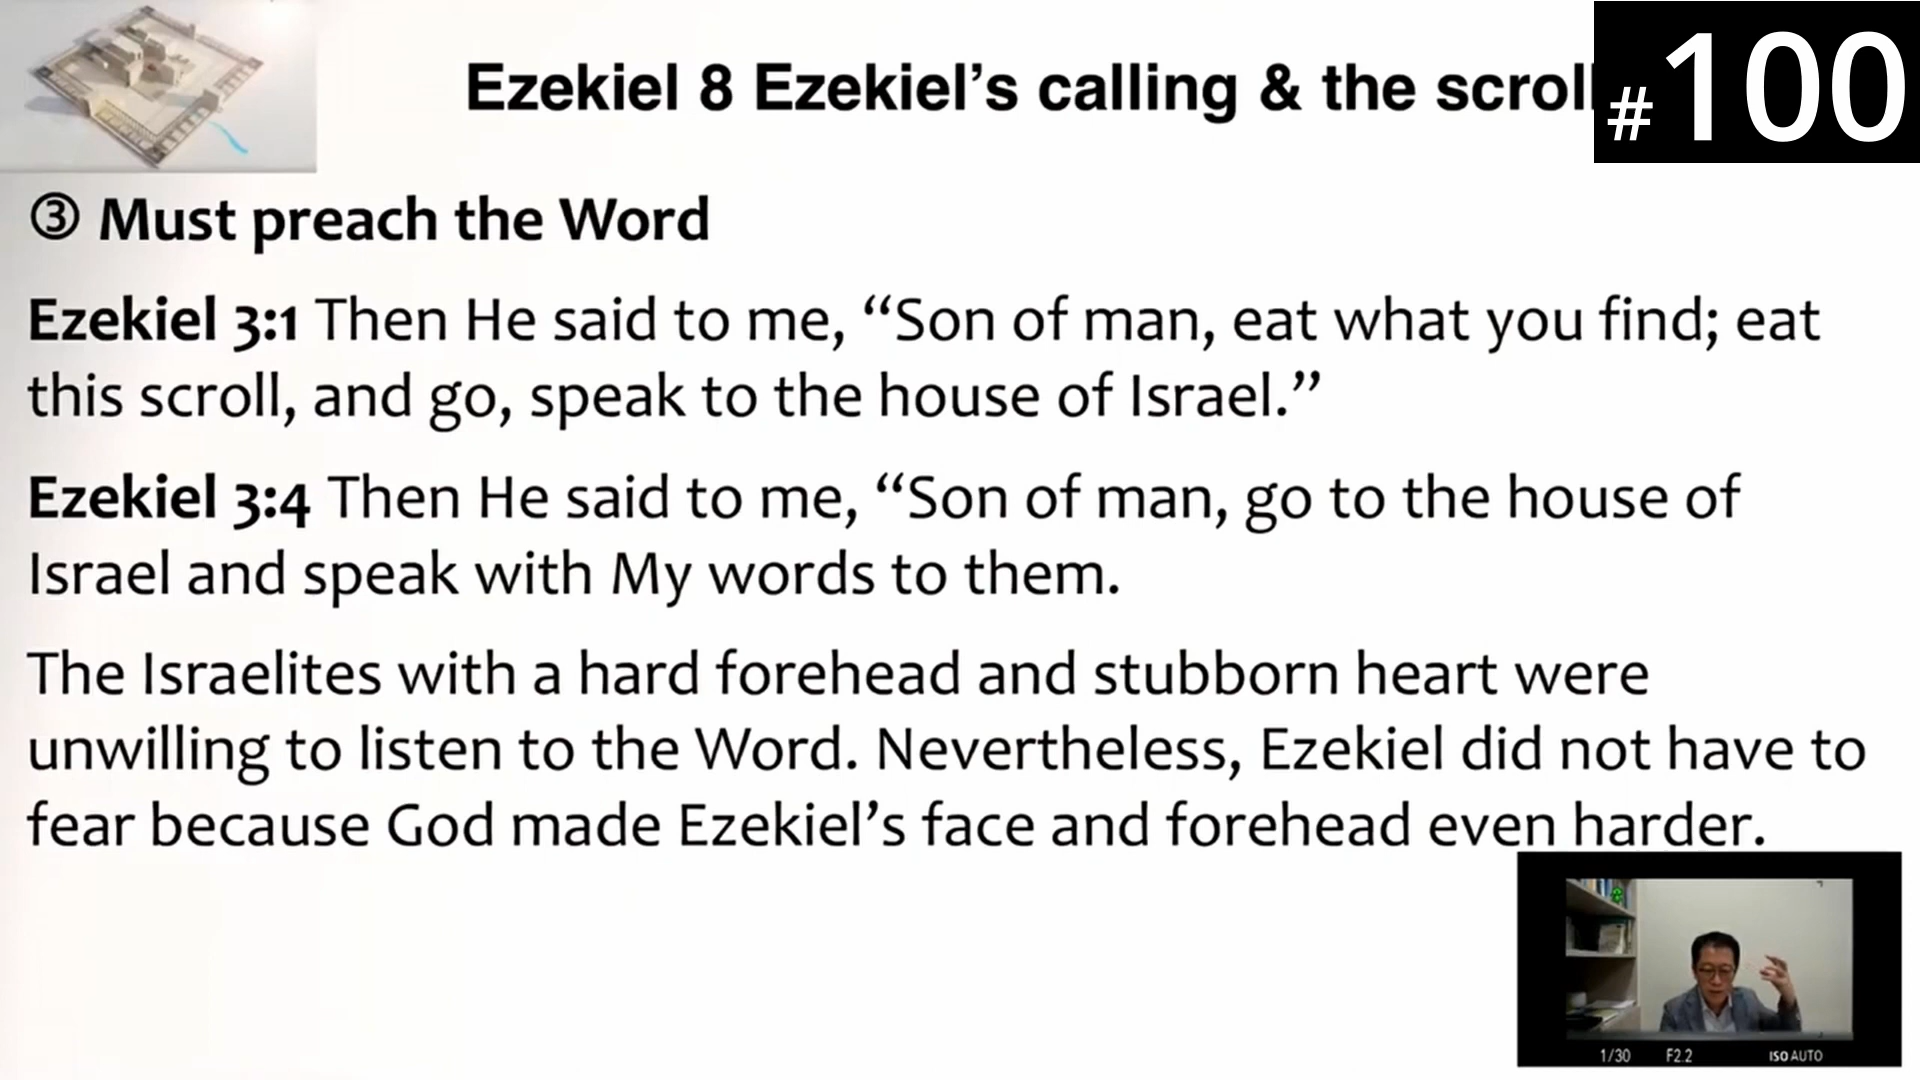 Ezekiel 8 Ezekiel’s calling & the scroll
#100
③ Must preach the Word
Ezekiel 3:1 Then He said to me, “Son of man, eat what you find; eat
this scroll, and go, speak to the house of Israel.”
Ezekiel 3:4 Then He said to me, “Son of man, go to the house of
Israel and speak with My words to them.
The Israelites with a hard forehead and stubborn heart were
unwilling to listen to the Word. Nevertheless, Ezekiel did not have to
fear because God made Ezekiel’s face and forehead even harder.
1/30 F2.2 ISO AUTO